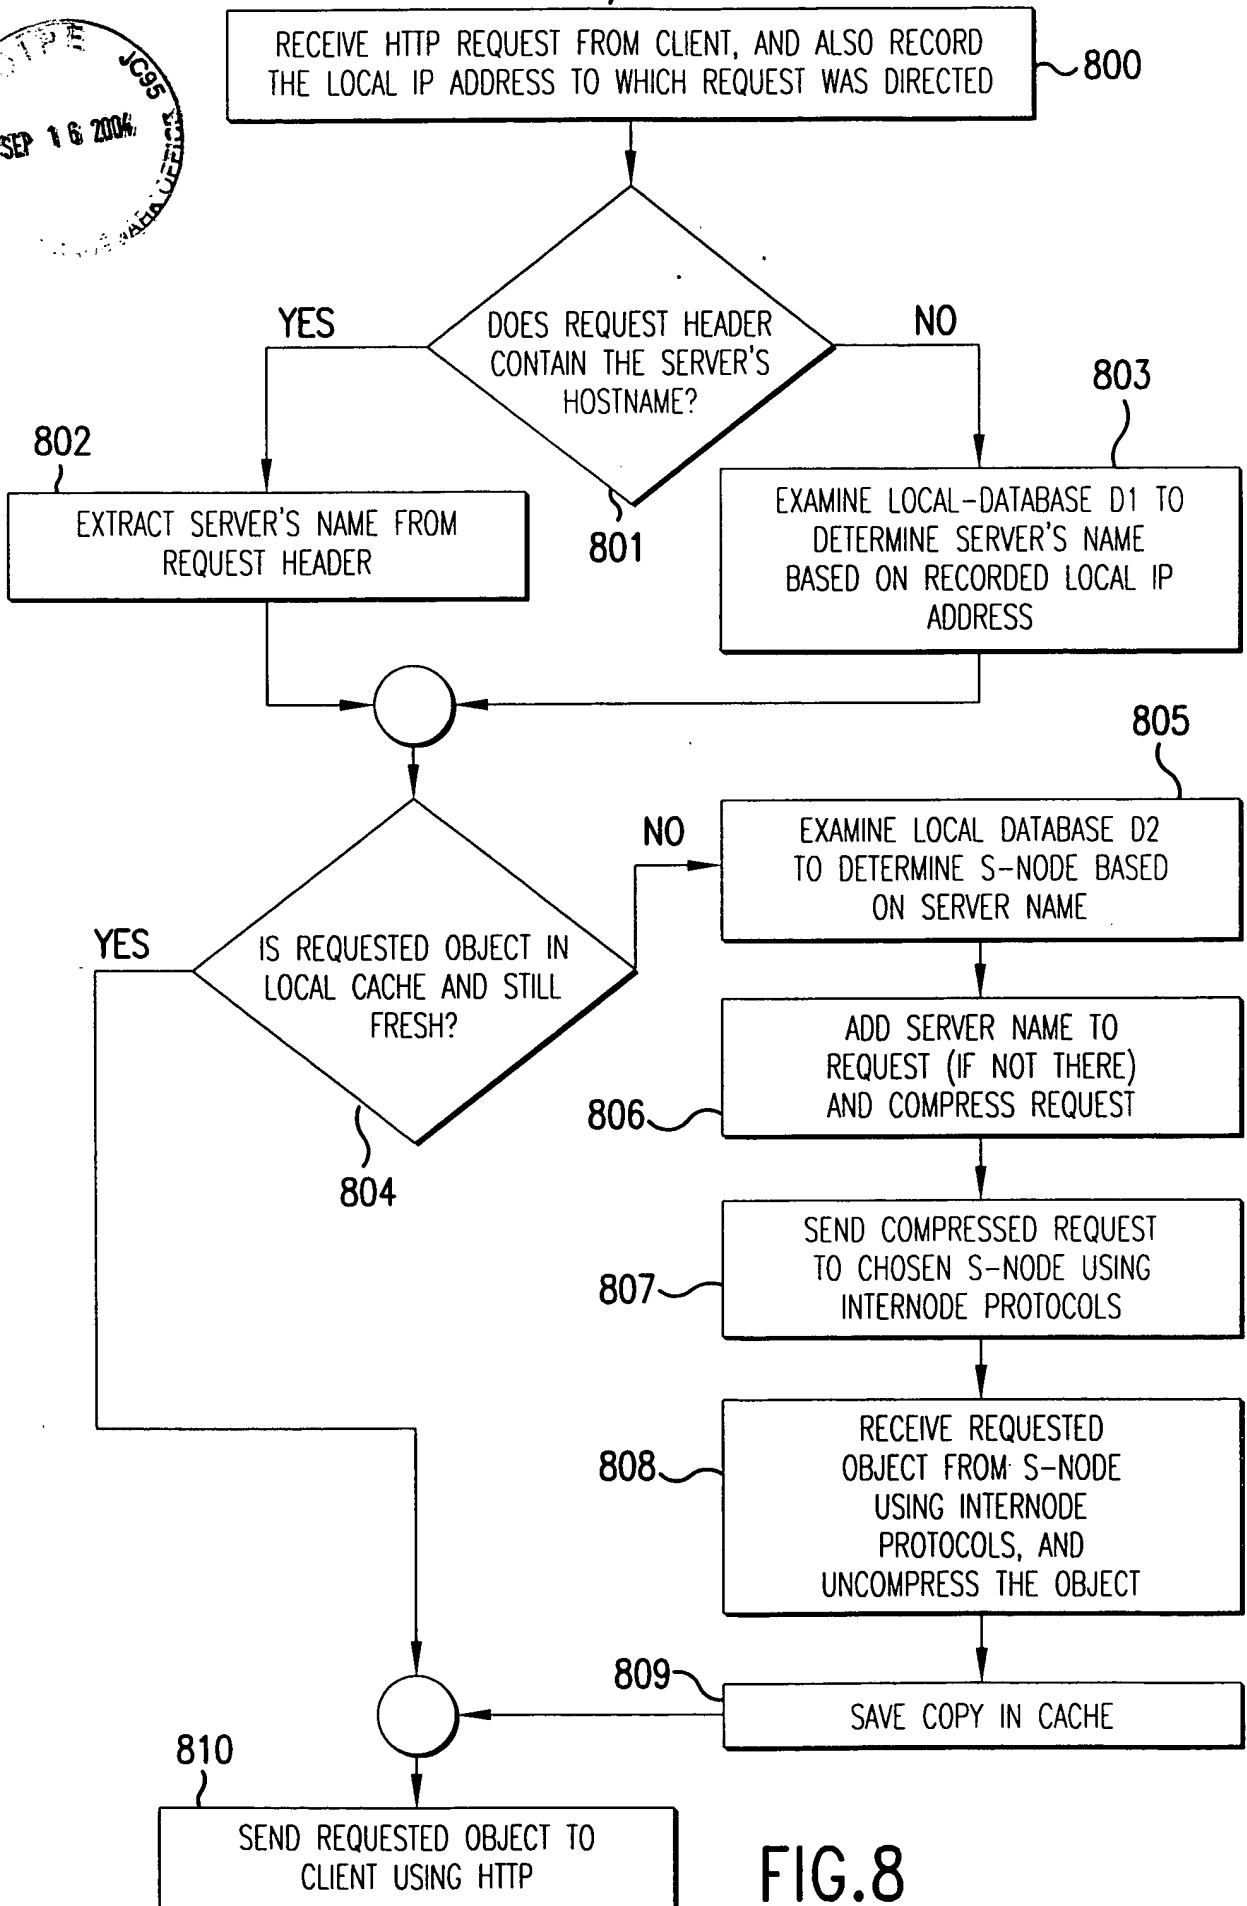 OIPE
JC95
SEP 16 2004
RECEIVE HTTP REQUEST FROM CLIENT, AND ALSO RECORD
THE LOCAL IP ADDRESS TO WHICH REQUEST WAS DIRECTED
800
DOES REQUEST HEADER
CONTAIN THE SERVER'S
HOSTNAME?
YES
NO
801
802
EXTRACT SERVER'S NAME FROM
REQUEST HEADER
803
EXAMINE LOCAL-DATABASE D1 TO
DETERMINE SERVER'S NAME
BASED ON RECORDED LOCAL IP
ADDRESS
IS REQUESTED OBJECT IN
LOCAL CACHE AND STILL
FRESH?
YES
NO
804
805
EXAMINE LOCAL DATABASE D2
TO DETERMINE S-NODE BASED
ON SERVER NAME
ADD SERVER NAME TO
REQUEST (IF NOT THERE)
AND COMPRESS REQUEST
806
SEND COMPRESSED REQUEST
TO CHOSEN S-NODE USING
INTERNODE PROTOCOLS
807
RECEIVE REQUESTED
OBJECT FROM S-NODE
USING INTERNODE
PROTOCOLS, AND
UNCOMPRESS THE OBJECT
808
809
SAVE COPY IN CACHE
810
SEND REQUESTED OBJECT TO
CLIENT USING HTTP
FIG.8